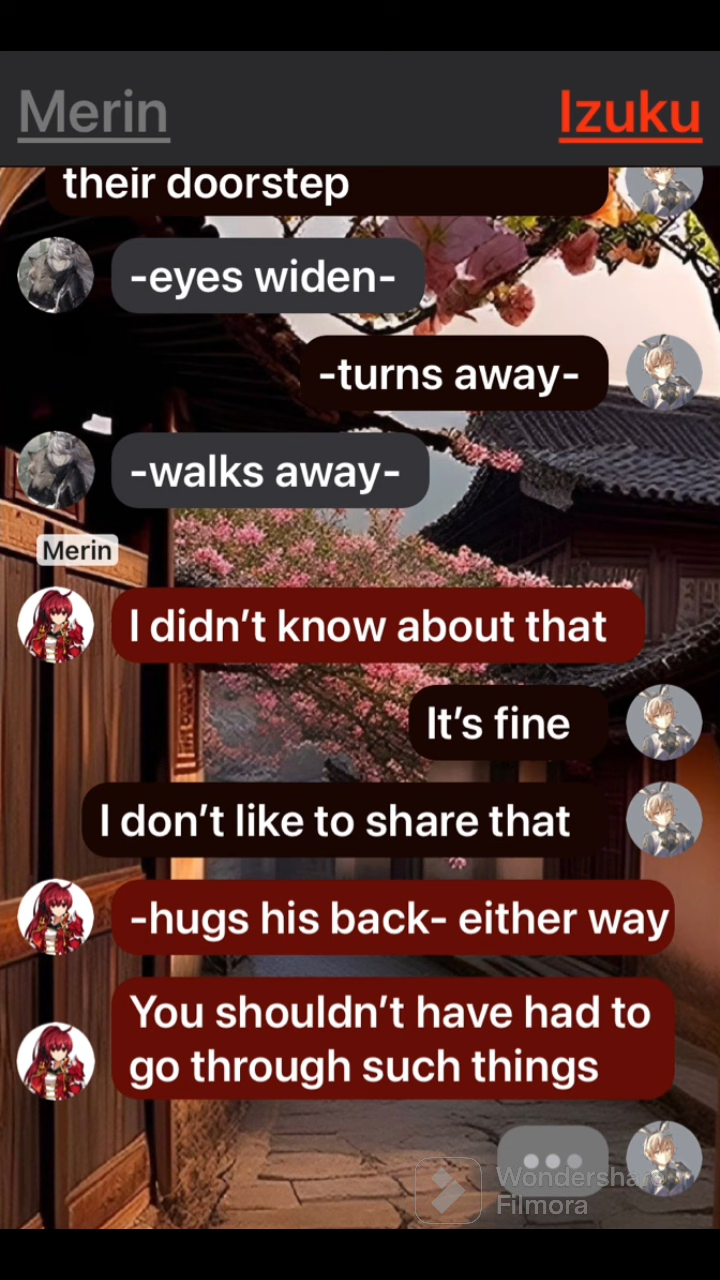 Merin
Izuku
their doorstep
-eyes widen-
-turns away-
-walks away-
Merin
I didn’t know about that
It’s fine
I don’t like to share that
-hugs his back- either way
You shouldn’t have had to
go through such things
Wondershare
Filmora